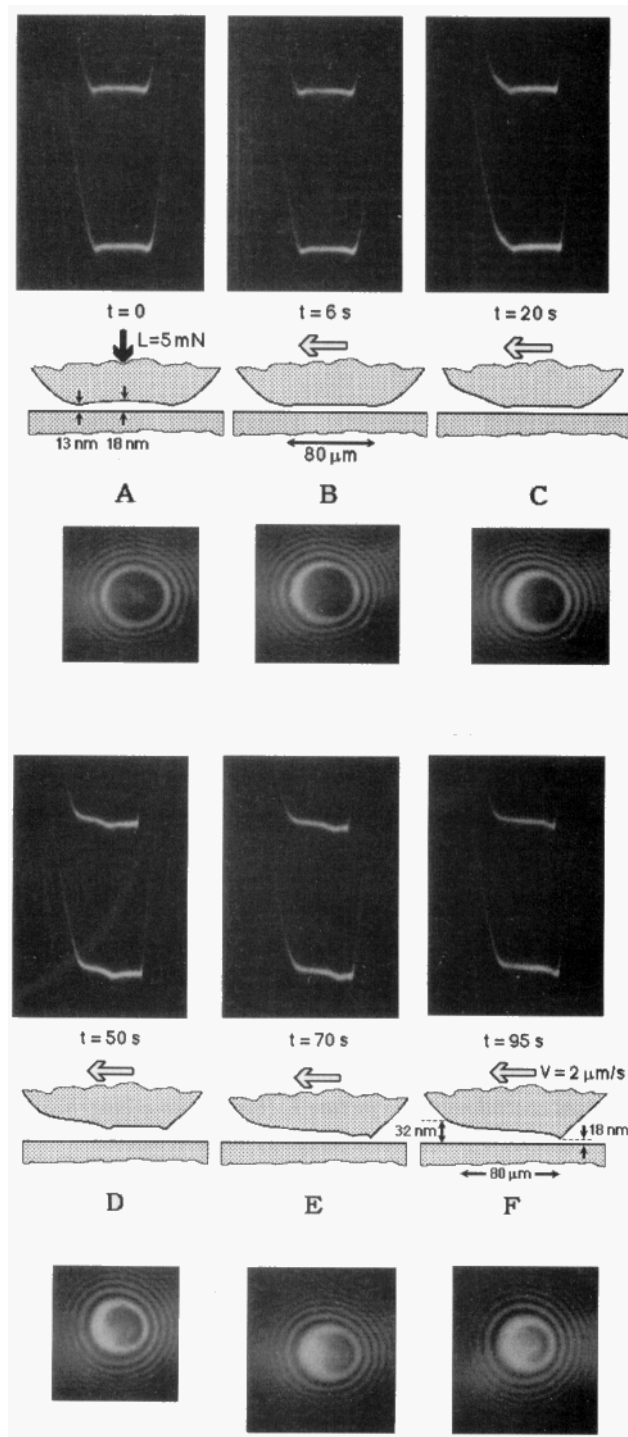 t = 0
t = 6 s
t = 20 s
L=5 mN
13 nm
18 nm
80 μm
A
B
C
t = 50 s
t = 70 s
t = 95 s
V = 2 μm/s
32 nm
18 nm
80 μm
D
E
F